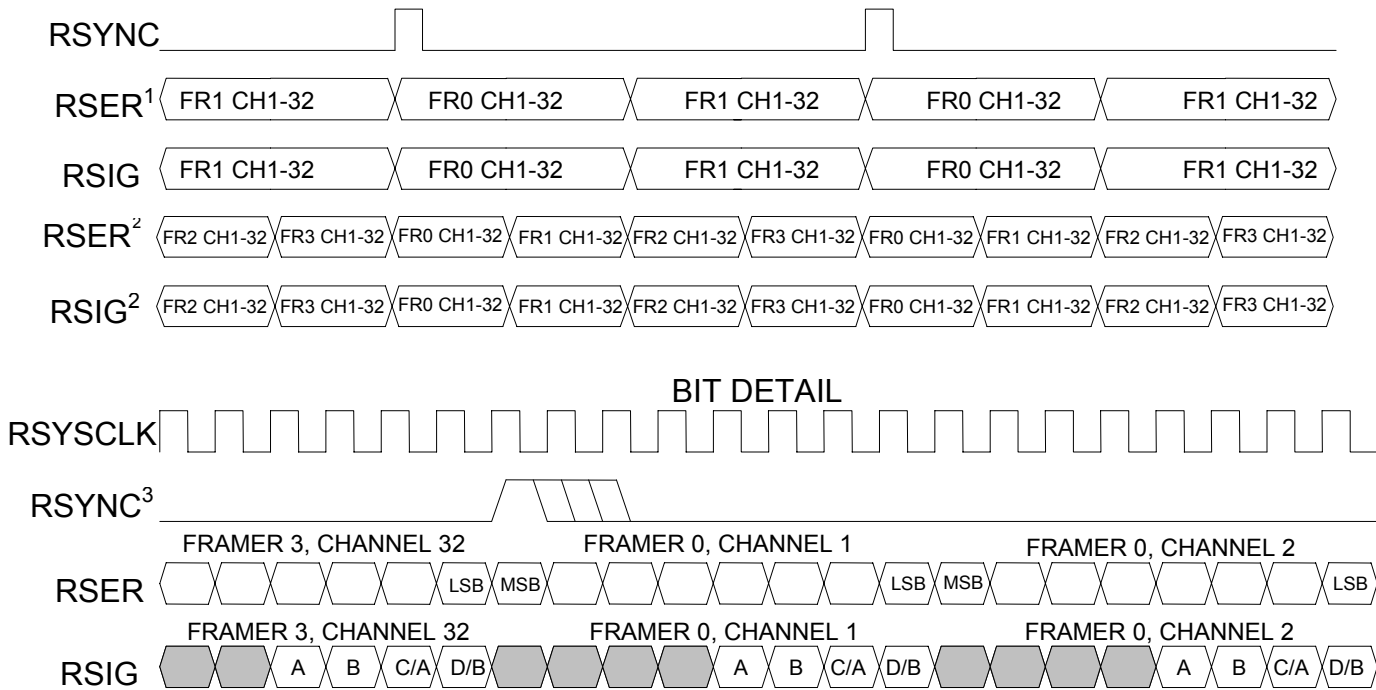 RSYNC
RSER¹ FR1 CH1-32 FR0 CH1-32 FR1 CH1-32 FR0 CH1-32 FR1 CH1-32
RSIG FR1 CH1-32 FR0 CH1-32 FR1 CH1-32 FR0 CH1-32 FR1 CH1-32
RSER² FR2 CH1-32 FR3 CH1-32 FR0 CH1-32 FR1 CH1-32 FR2 CH1-32 FR3 CH1-32 FR0 CH1-32 FR1 CH1-32 FR2 CH1-32 FR3 CH1-32
RSIG² FR2 CH1-32 FR3 CH1-32 FR0 CH1-32 FR1 CH1-32 FR2 CH1-32 FR3 CH1-32 FR0 CH1-32 FR1 CH1-32 FR2 CH1-32 FR3 CH1-32
BIT DETAIL
RSYSCLK
RSYNC³
FRAMER 3, CHANNEL 32 FRAMER 0, CHANNEL 1 FRAMER 0, CHANNEL 2
RSER LSB MSB LSB MSB LSB
FRAMER 3, CHANNEL 32 FRAMER 0, CHANNEL 1 FRAMER 0, CHANNEL 2
RSIG A B C/A D/B A B C/A D/B A B C/A D/B